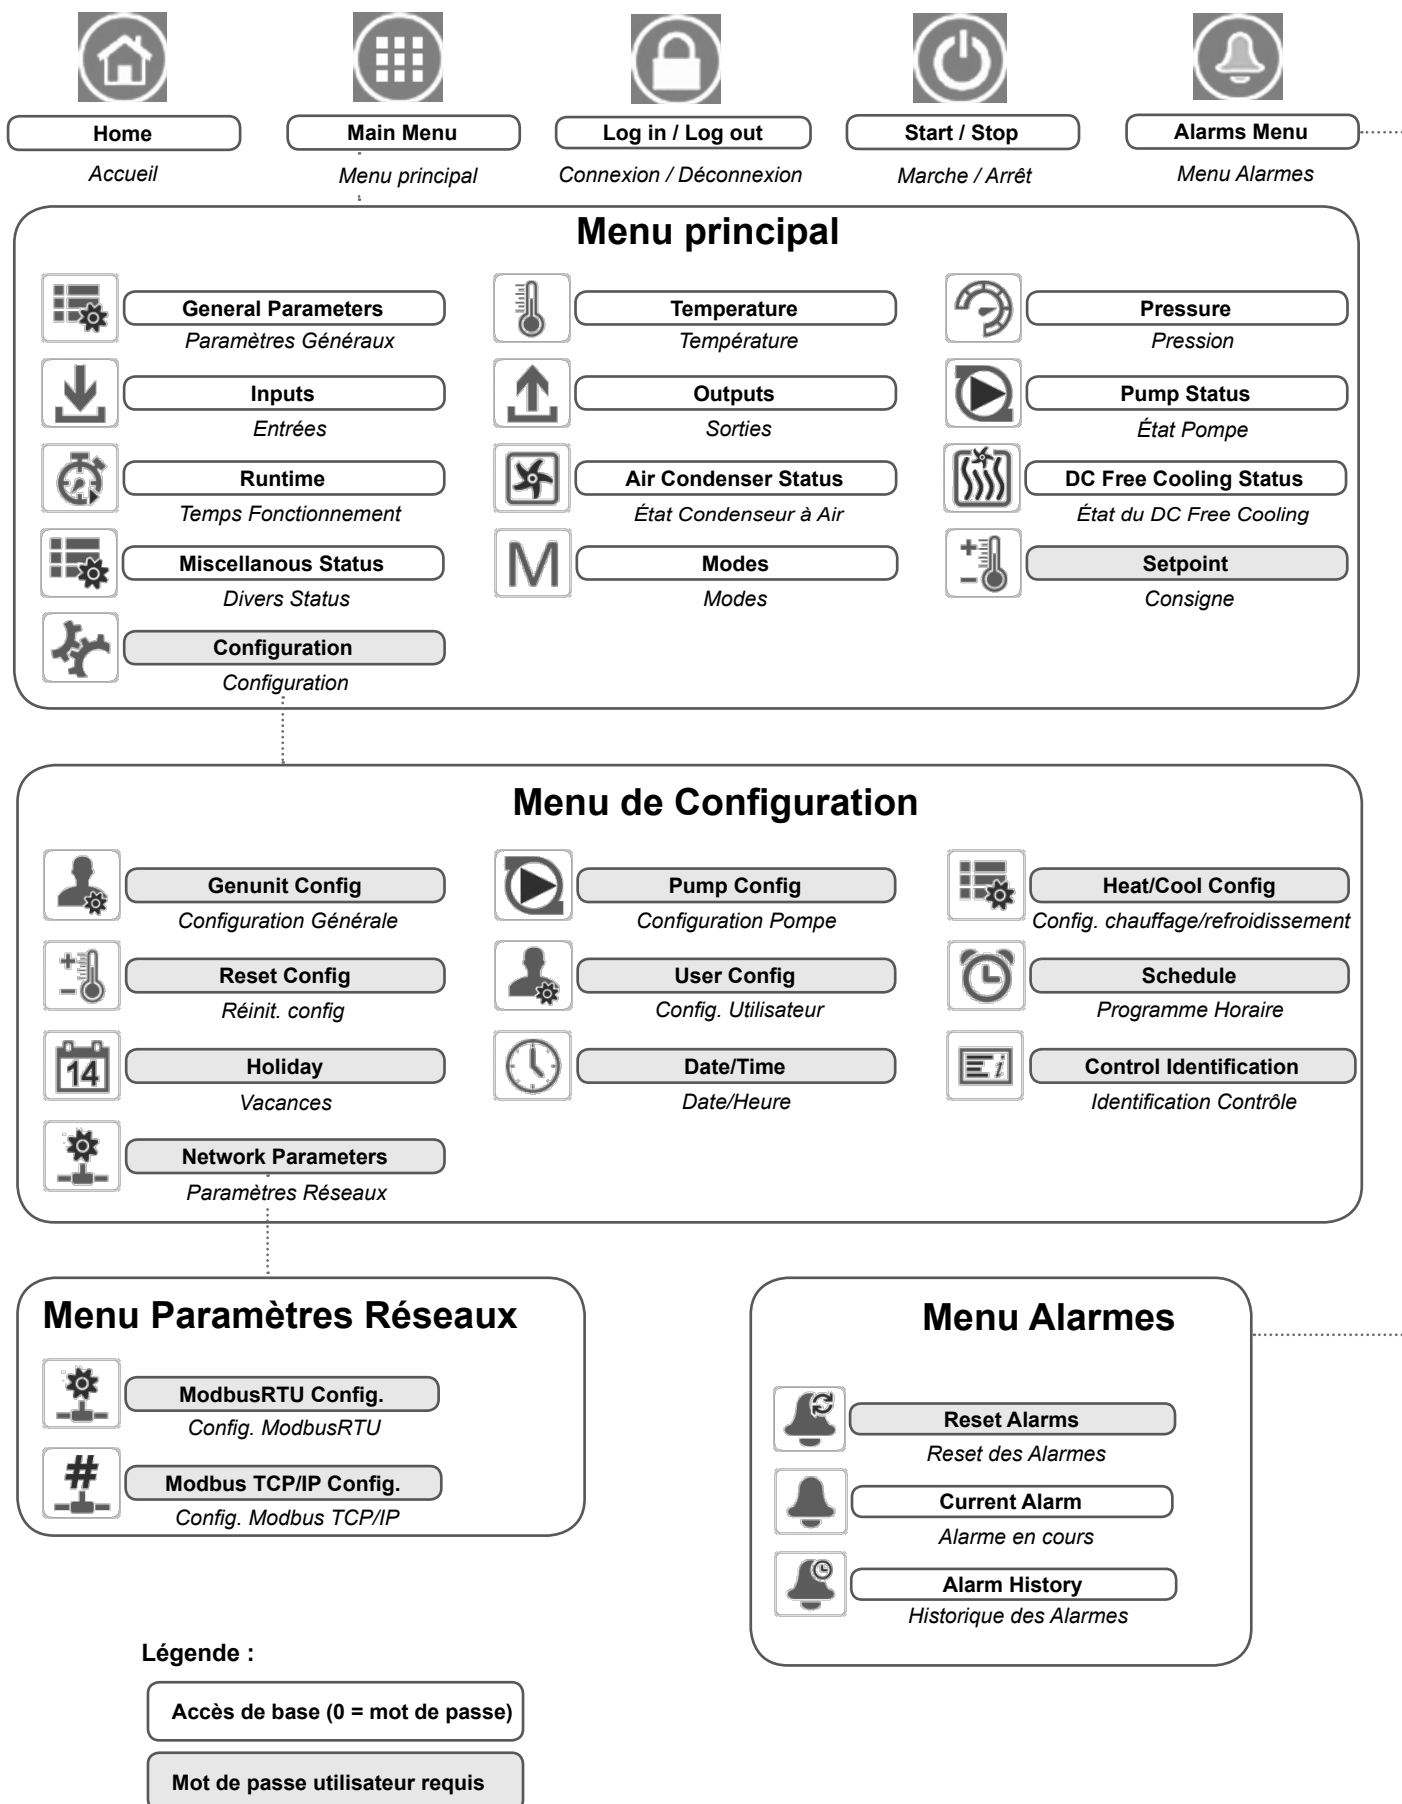 Home
Main Menu
Log in / Log out
Start / Stop
Alarms Menu
Accueil
Menu principal
Connexion / Déconnexion
Marche / Arrêt
Menu Alarmes
Menu principal
General Parameters
Temperature
Pressure
Paramètres Généraux
Température
Pression
Inputs
Outputs
Pump Status
Entrées
Sorties
État Pompe
Runtime
Air Condenser Status
DC Free Cooling Status
Temps Fonctionnement
État Condenseur à Air
État du DC Free Cooling
Miscellanous Status
M
Modes
Setpoint
Divers Status
Modes
Consigne
Configuration
Configuration
Menu de Configuration
Genunit Config
Pump Config
Heat/Cool Config
Configuration Générale
Configuration Pompe
Config. chauffage/refroidissement
Reset Config
User Config
Schedule
Réinit. config
Config. Utilisateur
Programme Horaire
14
Holiday
Date/Time
i
Control Identification
Vacances
Date/Heure
Identification Contrôle
Network Parameters
Paramètres Réseaux
Menu Paramètres Réseaux
ModbusRTU Config.
Config. ModbusRTU
#
Modbus TCP/IP Config.
Config. Modbus TCP/IP
Menu Alarmes
Reset Alarms
Reset des Alarmes
Current Alarm
Alarme en cours
Alarm History
Historique des Alarmes
Légende :
Accès de base (0 = mot de passe)
Mot de passe utilisateur requis